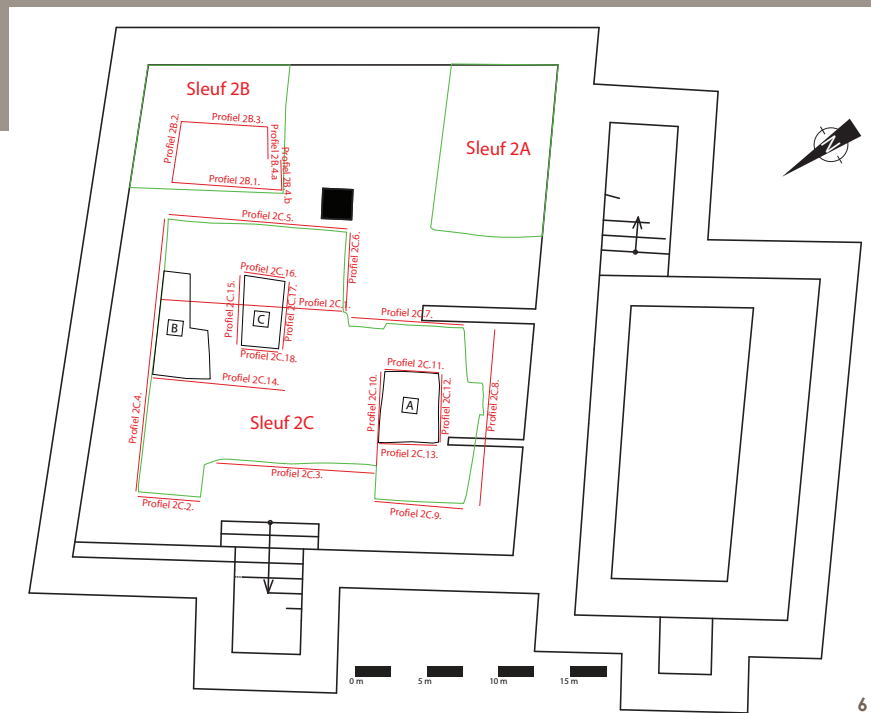 Sleuf 2B
Profiel 2B.3.
Profiel 2B.2.
Profiel 2B.4.a
Profiel 2B.4.b
Profiel 2B.1.
Sleuf 2A
N
Profiel 2C.5.
Profiel 2C.6.
Profiel 2C.16.
Profiel 2C.15.
Profiel 2C.17.
Profiel 2C.1.
Profiel 2C.7.
B
C
Profiel 2C.18.
Profiel 2C.11.
Profiel 2C.14.
Profiel 2C.10.
Profiel 2C.12.
Profiel 2C.8.
A
Profiel 2C.4.
Sleuf 2C
Profiel 2C.13.
Profiel 2C.3.
Profiel 2C.2.
Profiel 2C.9.
0 m
5 m
10 m
15 m
6